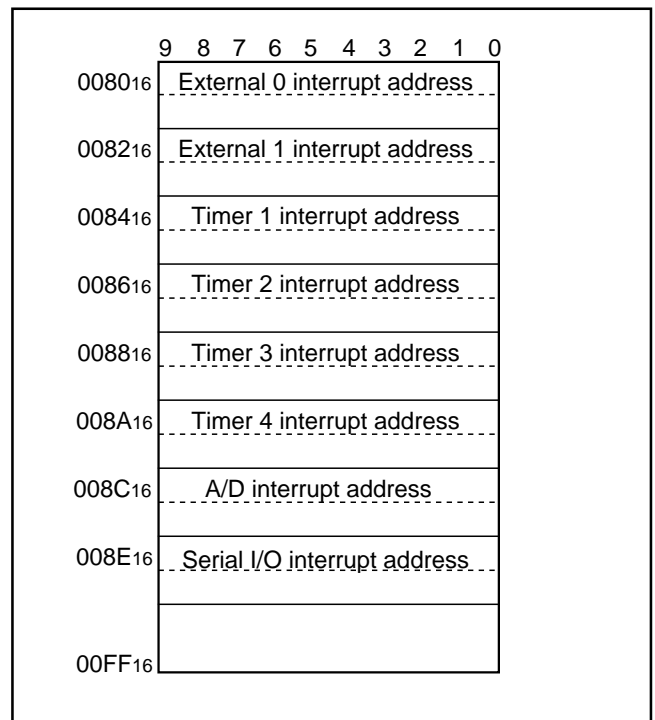 9 8 7 6 5 4 3 2 1 0
0080₁₆ External 0 interrupt address
0082₁₆ External 1 interrupt address
0084₁₆ Timer 1 interrupt address
0086₁₆ Timer 2 interrupt address
0088₁₆ Timer 3 interrupt address
008A₁₆ Timer 4 interrupt address
008C₁₆ A/D interrupt address
008E₁₆ Serial I/O interrupt address
00FF₁₆